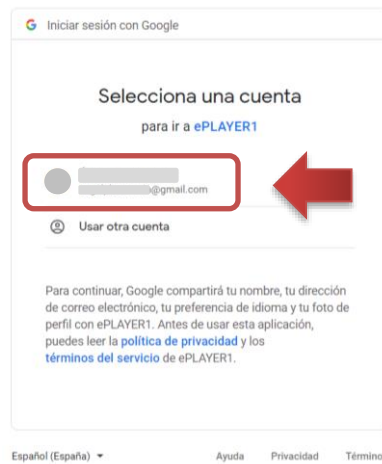 Iniciar sesión con Google
Selecciona una cuenta
para ir a ePLAYER1
@gmail.com
Usar otra cuenta
Para continuar, Google compartirá tu nombre, tu dirección
de correo electrónico, tu preferencia de idioma y tu foto de
perfil con ePLAYER1. Antes de usar esta aplicación,
puedes leer la política de privacidad y los
términos del servicio de ePLAYER1.
Español (España) Ayuda Privacidad Término